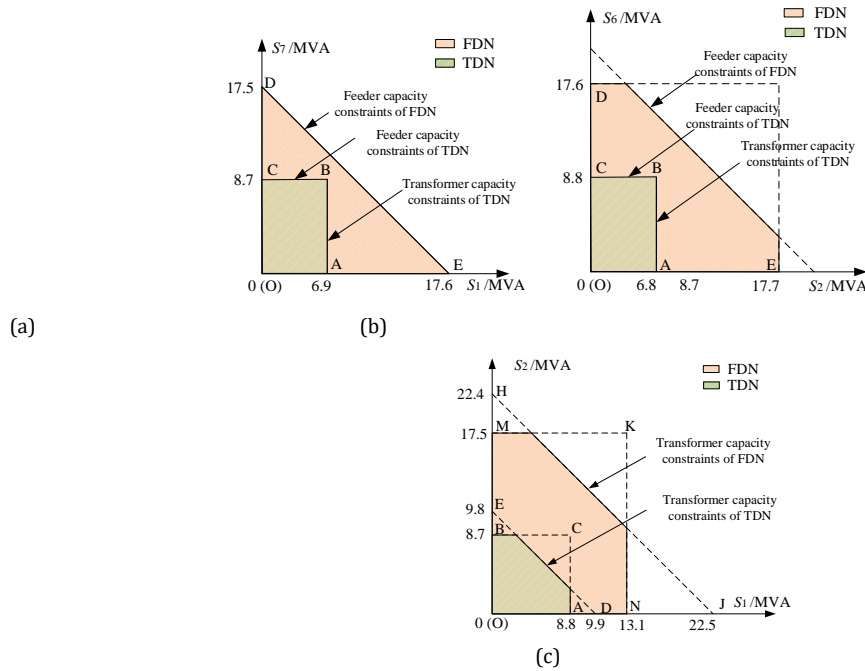 S7 /MVA
FDN
TDN
17.5
D
Feeder capacity
constraints of FDN
Feeder capacity
constraints of TDN
C
B
8.7
Transformer capacity
constraints of TDN
A
E
0 (O)
6.9
17.6
S1 /MVA
(a)
S6 /MVA
FDN
TDN
Feeder capacity
constraints of FDN
17.6
D
Feeder capacity
constraints of TDN
Transformer capacity
constraints of TDN
C
B
8.8
A
E
0 (O)
6.8
8.7
17.7
S2 /MVA
(b)
S2 /MVA
FDN
TDN
22.4
H
17.5
M
K
Transformer capacity
constraints of FDN
9.8
E
Transformer capacity
constraints of TDN
8.7
B
C
A
D
N
J
S1 /MVA
0 (O)
8.8
9.9
13.1
22.5
(c)